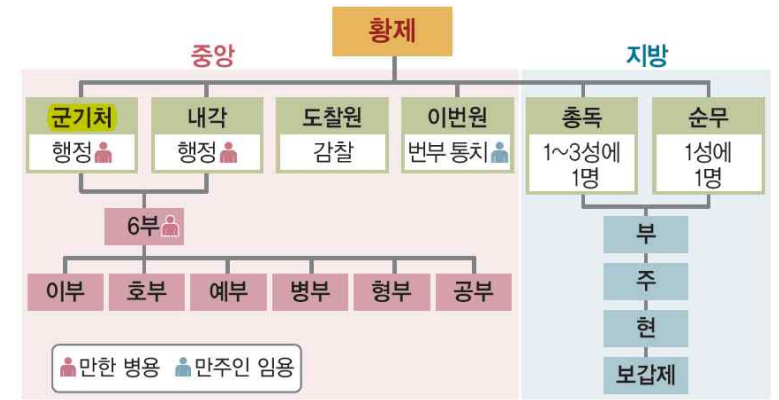 황제
중앙
지방
군기처
행정
내각
행정
도찰원
감찰
이번원
번부 통치
총독
1~3성에
1명
순무
1성에
1명
6부
이부
호부
예부
병부
형부
공부
부
주
현
보갑제
만한 병용
만주인 임용